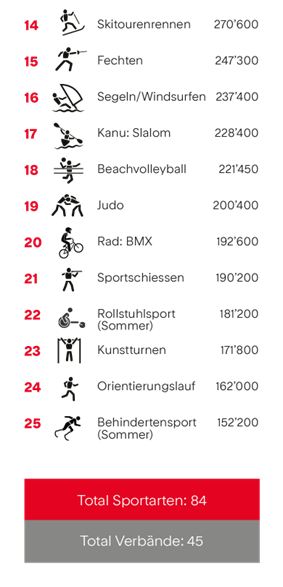 14 Skitourenrennen 270’600
15 Fechten 247’300
16 Segeln/Windsurfen 237’400
17 Kanu: Slalom 228’400
18 Beachvolleyball 221’450
19 Judo 200’400
20 Rad: BMX 192’600
21 Sportschiessen 190’200
22 Rollstuhlsport 181’200
(Sommer)
23 Kunstturnen 171’800
24 Orientierungslauf 162’000
25 Behindertensport 152’200
(Sommer)
Total Sportarten: 84
Total Verbände: 45